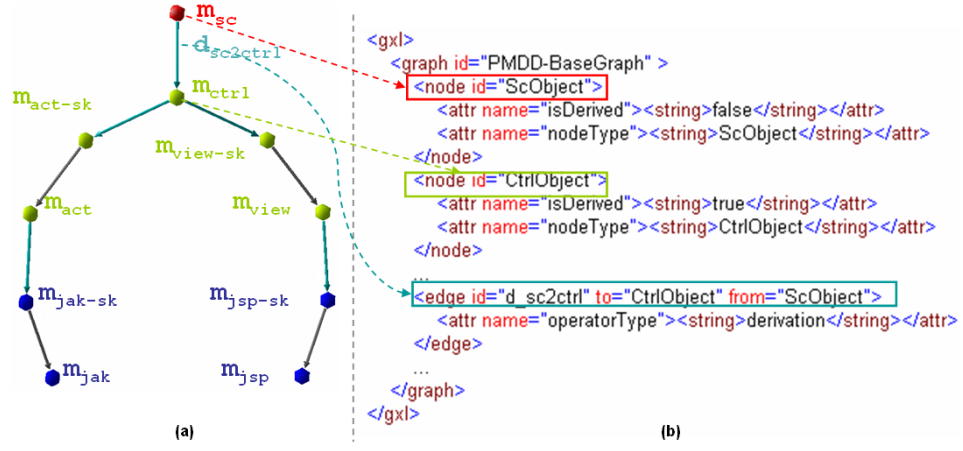 m_sc
d_sc2ctrl
m_ctrl
m_act-sk
m_view-sk
m_act
m_view
m_jak-sk
m_jsp-sk
m_jak
m_jsp
(a)
<gxl>
<graph id="PMDD-BaseGraph" >
<node id="ScObject">
<attr name="isDerived"><string>false</string></attr>
<attr name="nodeType"><string>ScObject</string></attr>
</node>
<node id="CtrlObject">
<attr name="isDerived"><string>true</string></attr>
<attr name="nodeType"><string>CtrlObject</string></attr>
</node>
...
<edge id="d_sc2ctrl" to="CtrlObject" from="ScObject">
<attr name="operatorType"><string>derivation</string></attr>
</edge>
...
</graph>
</gxl>
(b)